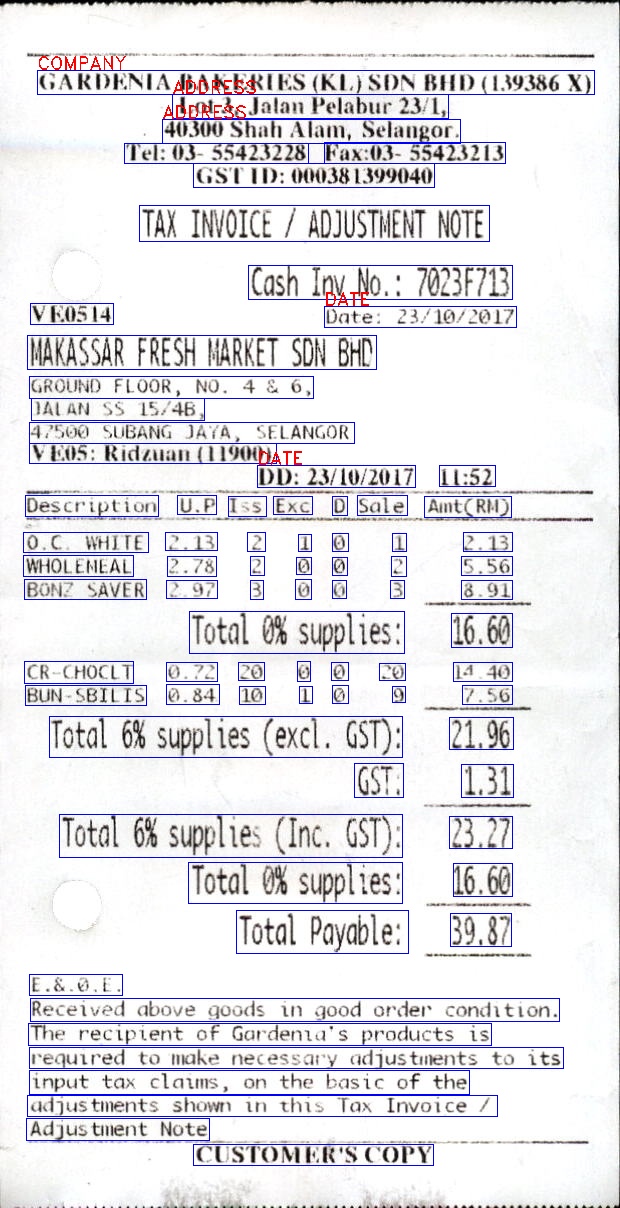 COMPANY
GARDENIA BAKERIES (KL) SDN BHD (139386 X)
ADDRESS
Lot 3, Jalan Pelabur 23/1,
ADDRESS
40300 Shah Alam, Selangor.
Tel: 03- 55423228 Fax:03- 55423213
GST ID: 000381399040
TAX INVOICE / ADJUSTMENT NOTE
Cash Inv No.: 7023F713
DATE
VE0514 Date: 23/10/2017
MAKASSAR FRESH MARKET SDN BHD
GROUND FLOOR, NO. 4 & 6,
JALAN SS 15/4B,
47500 SUBANG JAYA, SELANGOR
VE05: Ridzuan (11900)
DATE
DD: 23/10/2017 11:52
Description U.P Iss Exc D Sale Amt(RM)
O.C. WHITE 2.13 2 1 0 1 2.13
WHOLEMEAL 2.78 2 0 0 2 5.56
BONZ SAVER 2.97 3 0 0 3 8.91
Total 0% supplies: 16.60
CR-CHOCLT 0.72 20 0 0 20 14.40
BUN-SBILIS 0.84 10 1 0 9 7.56
Total 6% supplies (excl. GST): 21.96
GST: 1.31
Total 6% supplies (Inc. GST): 23.27
Total 0% supplies: 16.60
Total Payable: 39.87
E.&.O.E.
Received above goods in good order condition.
The recipient of Gardenia's products is
required to make necessary adjustments to its
input tax claims, on the basic of the
adjustments shown in this Tax Invoice /
Adjustment Note
CUSTOMER'S COPY